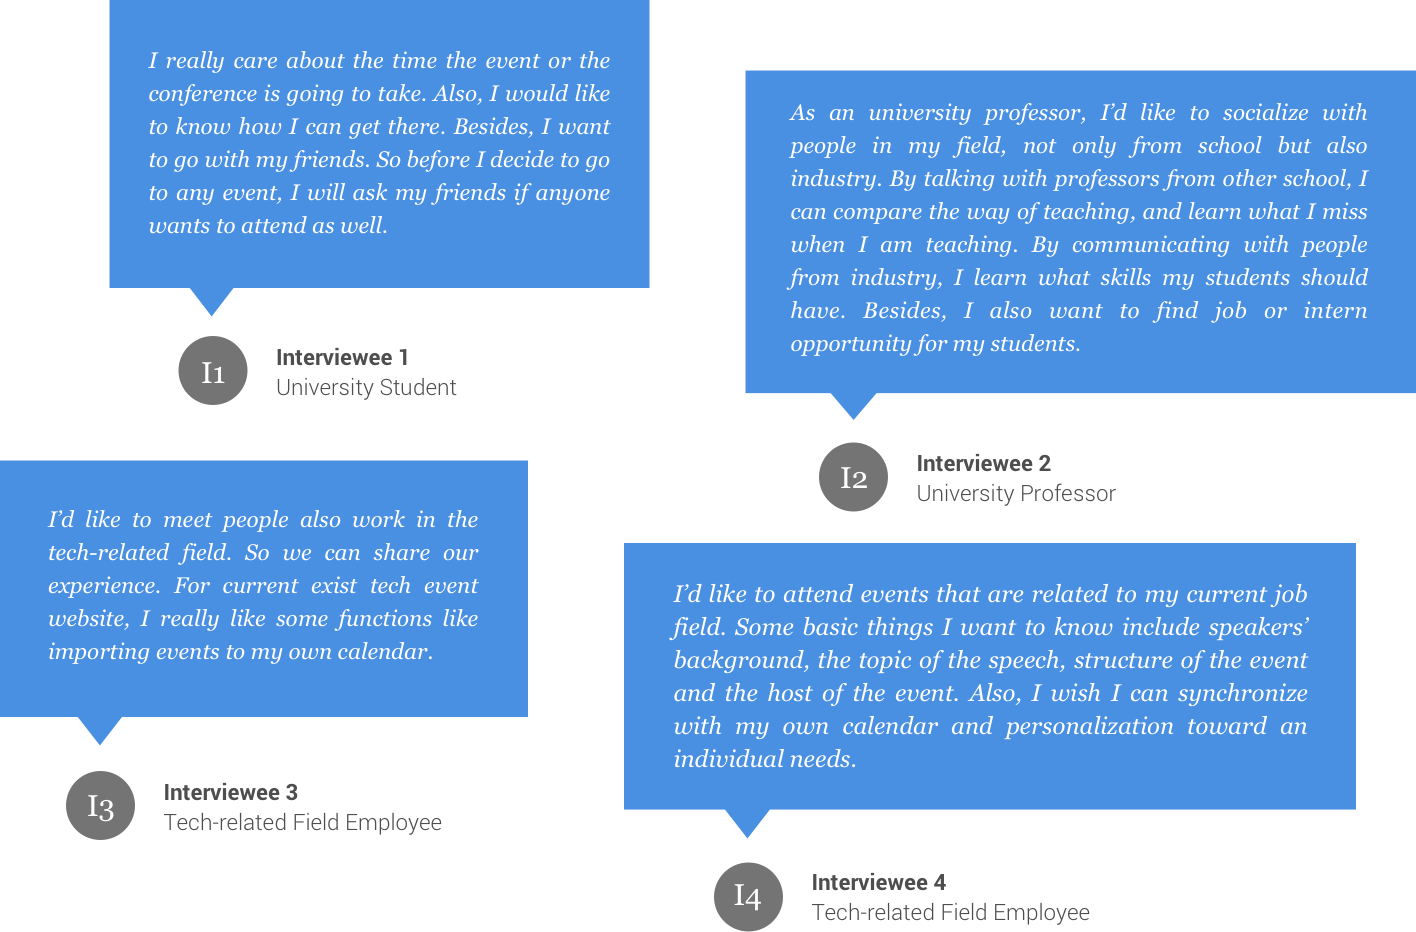 I really care about the time the event or the
conference is going to take. Also, I would like
to know how I can get there. Besides, I want
to go with my friends. So before I decide to go
to any event, I will ask my friends if anyone
wants to attend as well.
I1
Interviewee 1
University Student
As an university professor, I’d like to socialize with
people in my field, not only from school but also
industry. By talking with professors from other school, I
can compare the way of teaching, and learn what I miss
when I am teaching. By communicating with people
from industry, I learn what skills my students should
have. Besides, I also want to find job or intern
opportunity for my students.
I2
Interviewee 2
University Professor
I’d like to meet people also work in the
tech-related field. So we can share our
experience. For current exist tech event
website, I really like some functions like
importing events to my own calendar.
I3
Interviewee 3
Tech-related Field Employee
I’d like to attend events that are related to my current job
field. Some basic things I want to know include speakers’
background, the topic of the speech, structure of the event
and the host of the event. Also, I wish I can synchronize
with my own calendar and personalization toward an
individual needs.
I4
Interviewee 4
Tech-related Field Employee